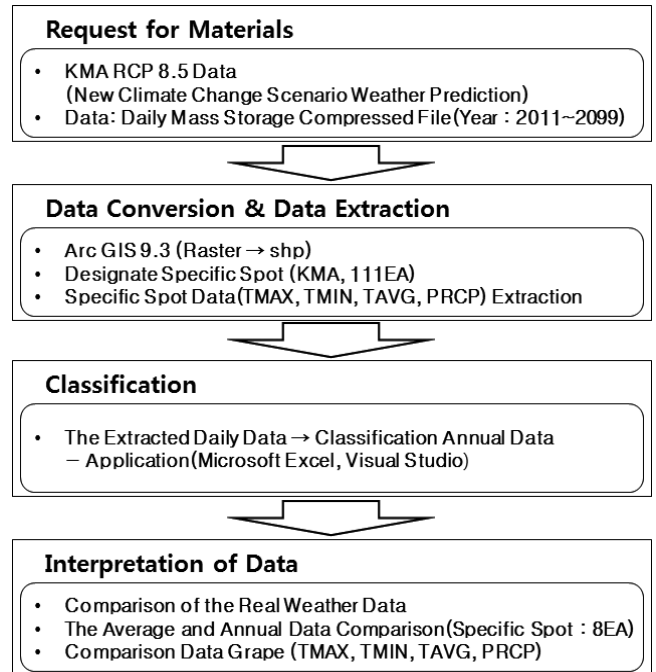 Request for Materials
• KMA RCP 8.5 Data
(New Climate Change Scenario Weather Prediction)
• Data: Daily Mass Storage Compressed File(Year : 2011~2099)
Data Conversion & Data Extraction
• Arc GIS 9.3 (Raster → shp)
• Designate Specific Spot (KMA, 111EA)
• Specific Spot Data(TMAX, TMIN, TAVG, PRCP) Extraction
Classification
• The Extracted Daily Data → Classification Annual Data
– Application(Microsoft Excel, Visual Studio)
Interpretation of Data
• Comparison of the Real Weather Data
• The Average and Annual Data Comparison(Specific Spot : 8EA)
• Comparison Data Grape (TMAX, TMIN, TAVG, PRCP)